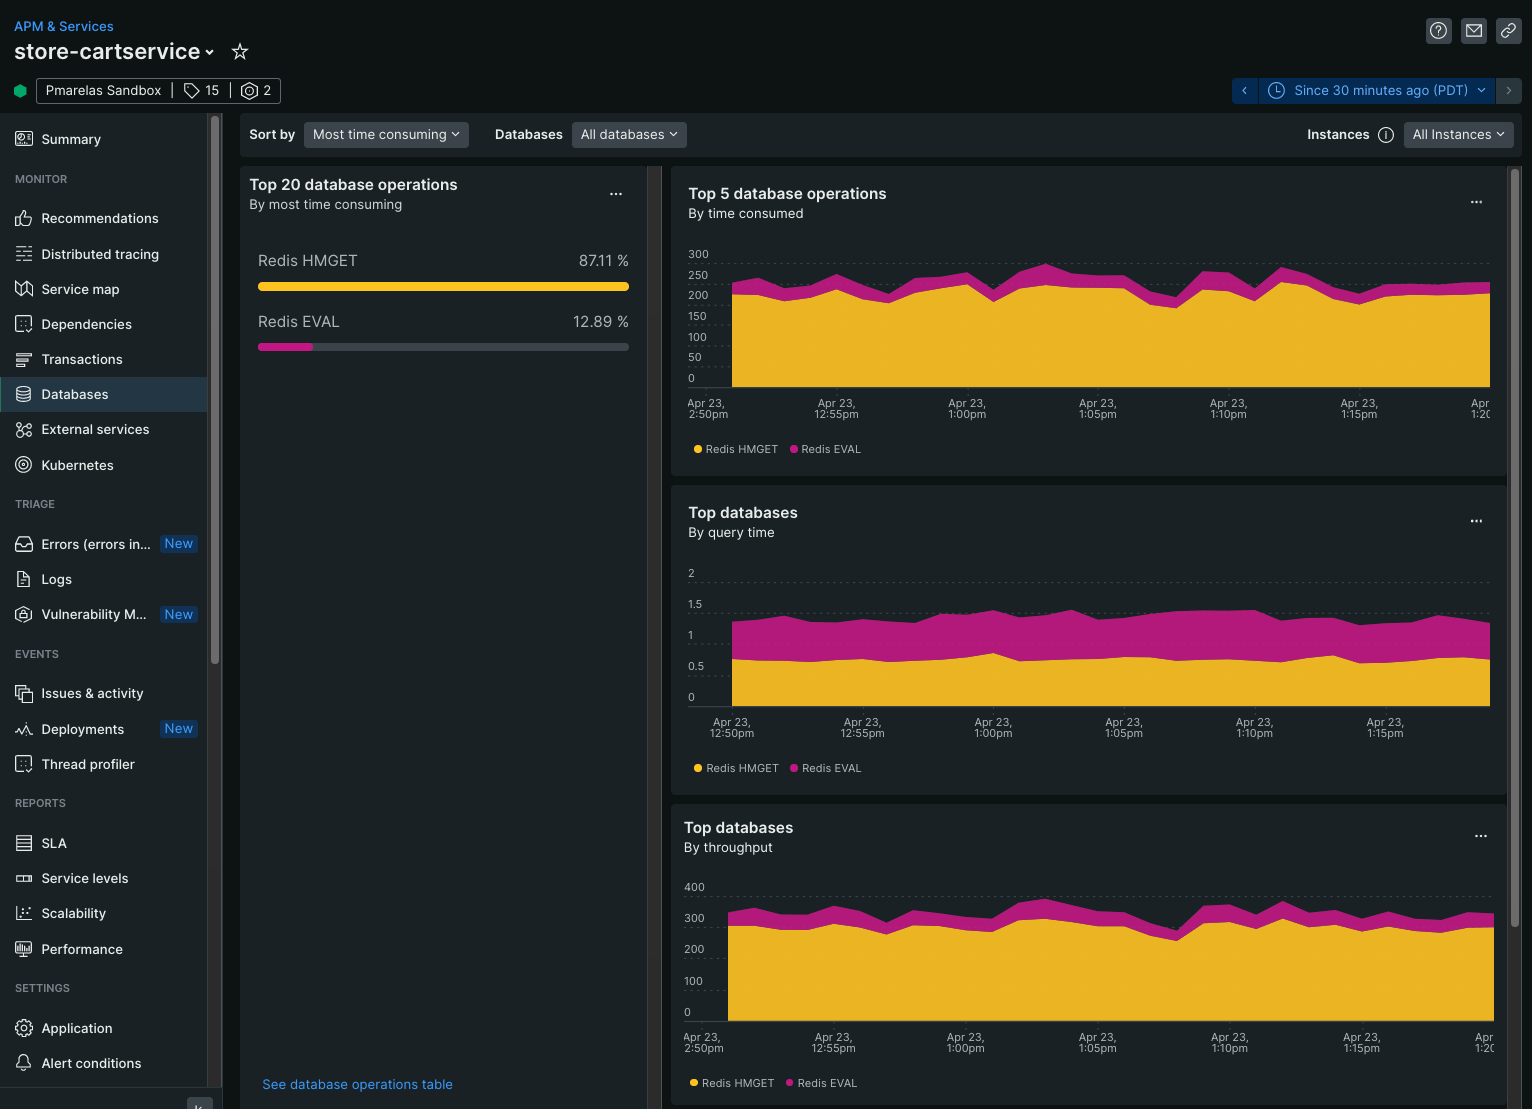 APM & Services
store-cartservice
Pmarelas Sandbox 15 2
Since 30 minutes ago (PDT)
Summary
MONITOR
Recommendations
Distributed tracing
Service map
Dependencies
Transactions
Databases
External services
Kubernetes
TRIAGE
Errors (errors in... New
Logs
Vulnerability M... New
EVENTS
Issues & activity
Deployments New
Thread profiler
REPORTS
SLA
Service levels
Scalability
Performance
SETTINGS
Application
Alert conditions
Sort by Most time consuming Databases All databases Instances All Instances
Top 20 database operations
By most time consuming
Redis HMGET 87.11 %
Redis EVAL 12.89 %
See database operations table
Top 5 database operations
By time consumed
300
250
200
150
100
50
0
Apr 23, Apr 23, Apr 23, Apr 23, Apr 23, Apr 23, Apr
2:50pm 12:55pm 1:00pm 1:05pm 1:10pm 1:15pm 1:20
Redis HMGET Redis EVAL
Top databases
By query time
2
1.5
1
0.5
0
Apr 23, Apr 23, Apr 23, Apr 23, Apr 23, Apr 23,
12:50pm 12:55pm 1:00pm 1:05pm 1:10pm 1:15pm
Redis HMGET Redis EVAL
Top databases
By throughput
400
300
200
100
0
Apr 23, Apr 23, Apr 23, Apr 23, Apr 23, Apr 23, Apr
2:50pm 12:55pm 1:00pm 1:05pm 1:10pm 1:15pm 1:20
Redis HMGET Redis EVAL